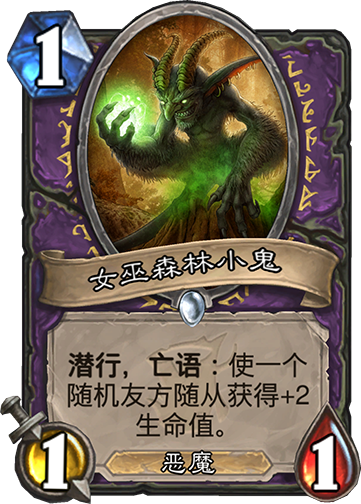 1
女巫森林小鬼
潜行，亡语：使一个
随机友方随从获得+2
生命值。
1
恶魔
1